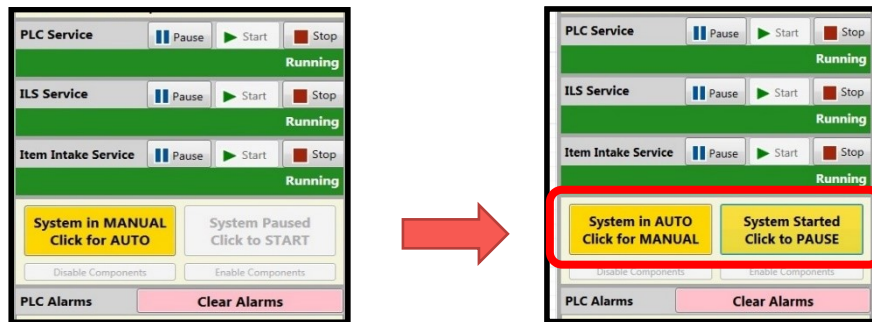 PLC Service Pause Start Stop
Running
ILS Service Pause Start Stop
Running
Item Intake Service Pause Start Stop
Running
System in MANUAL System Paused
Click for AUTO Click to START
Disable Components Enable Components
PLC Alarms Clear Alarms
PLC Service Pause Start Stop
Running
ILS Service Pause Start Stop
Running
Item Intake Service Pause Start Stop
Running
System in AUTO System Started
Click for MANUAL Click to PAUSE
Disable Components Enable Components
PLC Alarms Clear Alarms